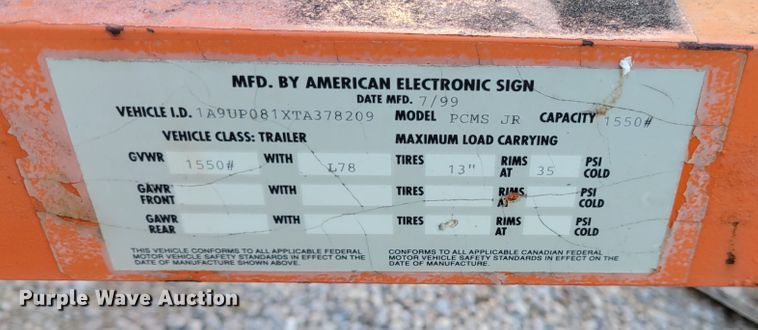 MFD. BY AMERICAN ELECTRONIC SIGN
DATE MFD. 7/99
VEHICLE I.D. 1A9UP081XTA378209 MODEL PCMS JR CAPACITY 1550#
VEHICLE CLASS: TRAILER MAXIMUM LOAD CARRYING
GVWR 1550# WITH L78 TIRES 13" RIMS AT 35 PSI COLD
GAWR FRONT WITH TIRES RIMS AT PSI COLD
GAWR REAR WITH TIRES RIMS AT PSI COLD
THIS VEHICLE CONFORMS TO ALL APPLICABLE FEDERAL
MOTOR VEHICLE SAFETY STANDARDS IN EFFECT ON THE
DATE OF MANUFACTURE SHOWN ABOVE.
CONFORMS TO ALL APPLICABLE CANADIAN FEDERAL
MOTOR VEHICLE SAFETY STANDARDS IN EFFECT ON THE
DATE OF MANUFACTURE
Purple Wave Auction